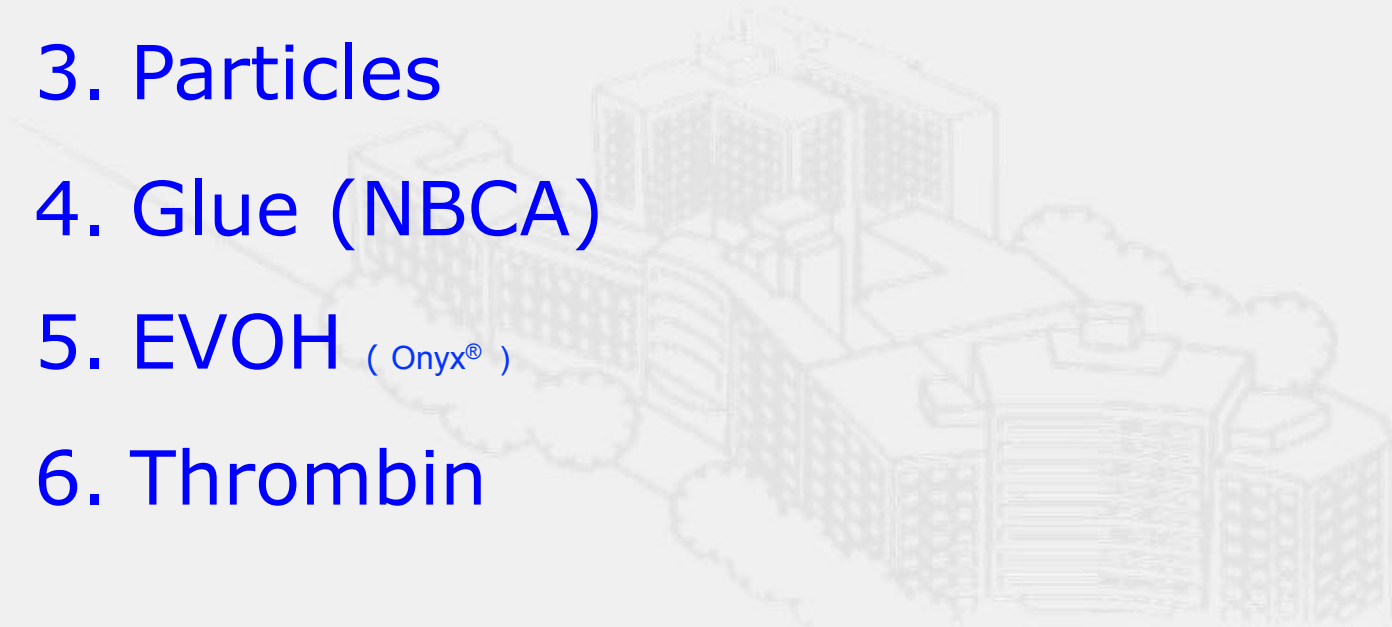 3. Particles
4. Glue (NBCA)
5. EVOH ( Onyx® )
6. Thrombin